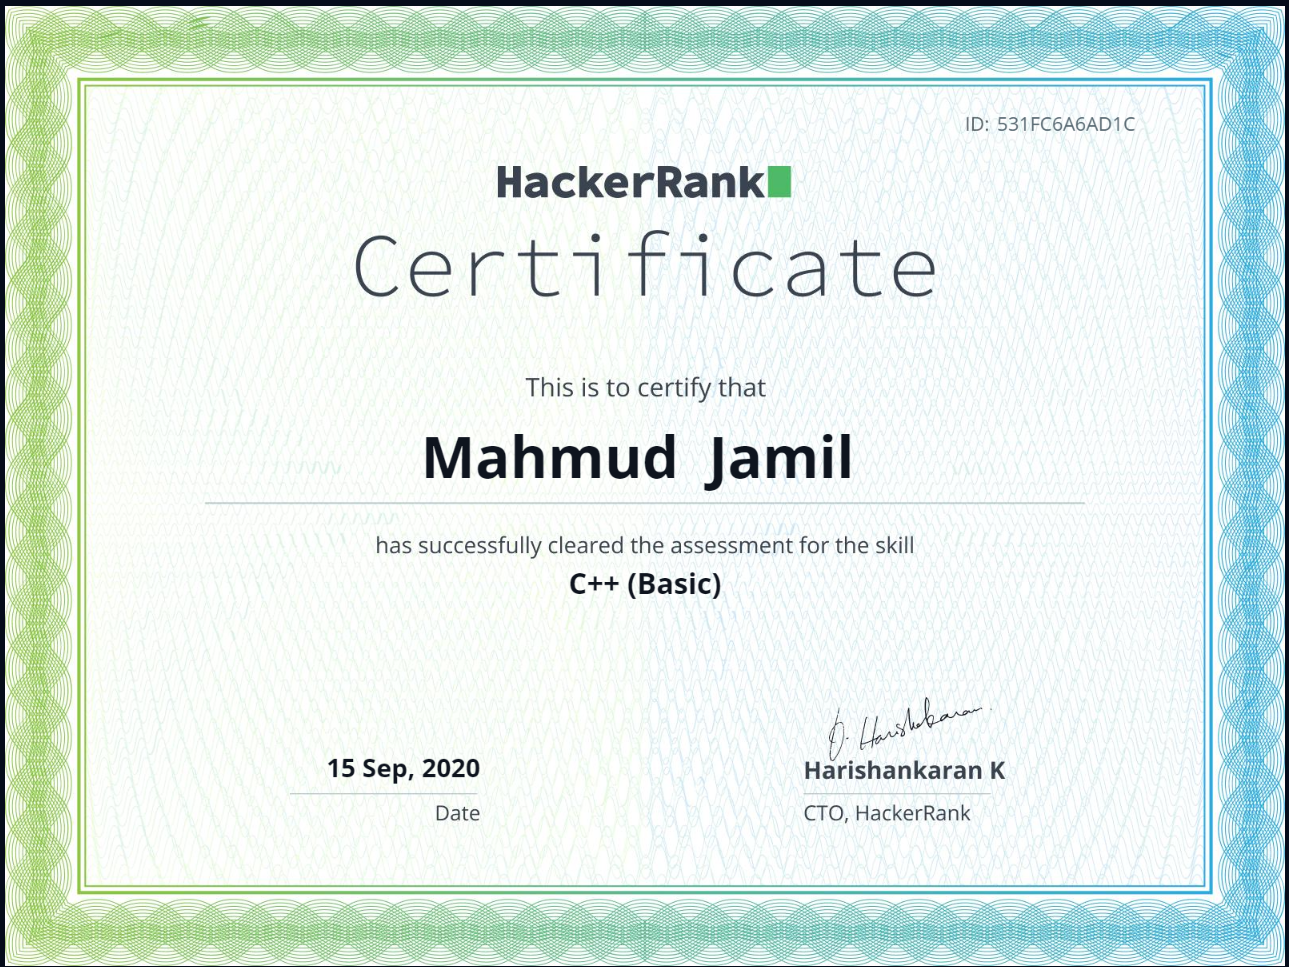 ID: 531FC6A6AD1C
HackerRank
Certificate
This is to certify that
Mahmud Jamil
has successfully cleared the assessment for the skill
C++ (Basic)
15 Sep, 2020
Date
Harishankaran K
CTO, HackerRank